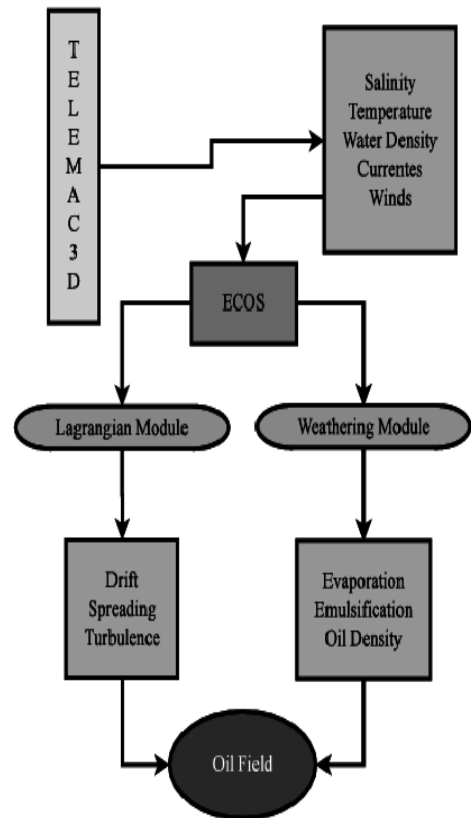 TELEMAC3D
Salinity
Temperature
Water Density
Currentes
Winds
ECOS
Lagrangian Module
Weathering Module
Drift
Spreading
Turbulence
Evaporation
Emulsification
Oil Density
Oil Field